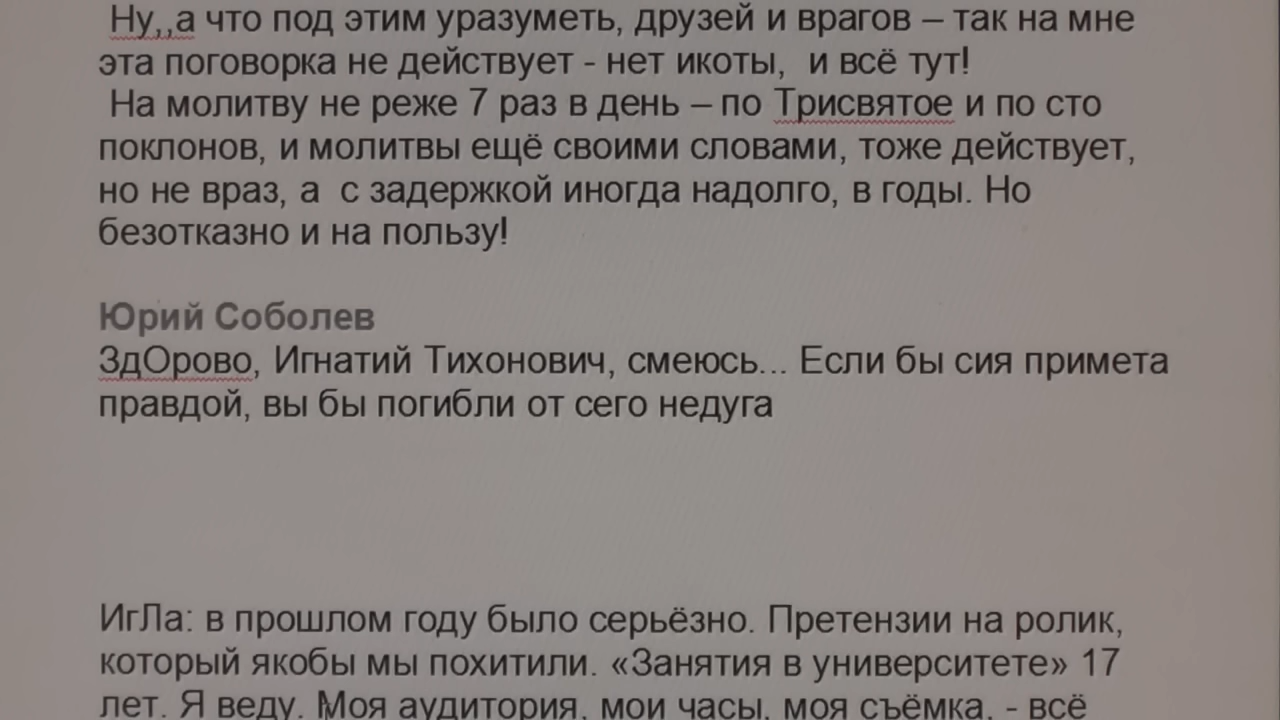 Ну,,а что под этим уразуметь, друзей и врагов – так на мне
эта поговорка не действует - нет икоты,  и всё тут!
На молитву не реже 7 раз в день – по Трисвятое и по сто
поклонов, и молитвы ещё своими словами, тоже действует,
но не враз, а  с задержкой иногда надолго, в годы. Но
безотказно и на пользу!
Юрий Соболев
ЗдОрово, Игнатий Тихонович, смеюсь... Если бы сия примета
правдой, вы бы погибли от сего недуга
ИгЛа: в прошлом году было серьёзно. Претензии на ролик,
который якобы мы похитили. «Занятия в университете» 17
лет. Я веду. Моя аудитория, мои часы, моя съёмка, - всё